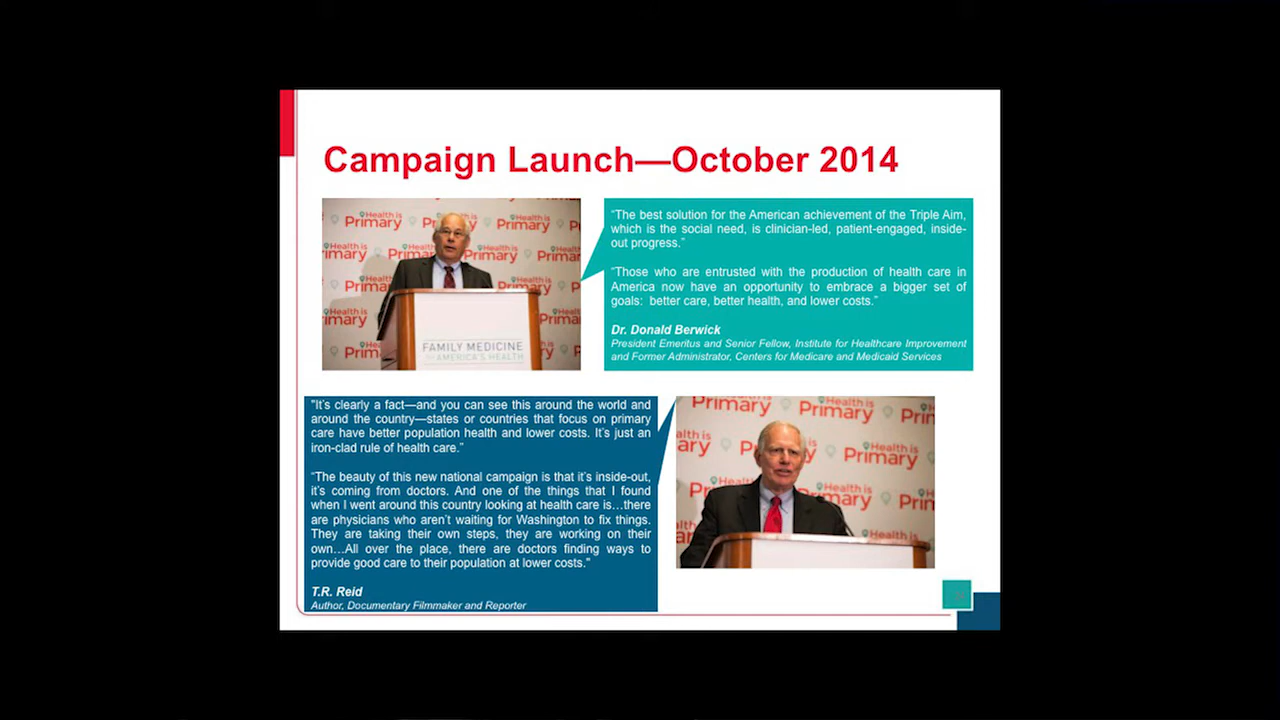 Campaign Launch—October 2014
Health is
Primary
FAMILY MEDICINE
for AMERICA'S HEALTH
“The best solution for the American achievement of the Triple Aim,
which is the social need, is clinician-led, patient-engaged, inside-
out progress.”
“Those who are entrusted with the production of health care in
America now have an opportunity to embrace a bigger set of
goals: better care, better health, and lower costs.”
Dr. Donald Berwick
President Emeritus and Senior Fellow, Institute for Healthcare Improvement
and Former Administrator, Centers for Medicare and Medicaid Services
"It’s clearly a fact—and you can see this around the world and
around the country—states or countries that focus on primary
care have better population health and lower costs. It’s just an
iron-clad rule of health care.”
“The beauty of this new national campaign is that it’s inside-out,
it’s coming from doctors. And one of the things that I found
when I went around this country looking at health care is…there
are physicians who aren’t waiting for Washington to fix things.
They are taking their own steps, they are working on their
own…All over the place, there are doctors finding ways to
provide good care to their population at lower costs."
T.R. Reid
Author, Documentary Filmmaker and Reporter
Health is
Primary